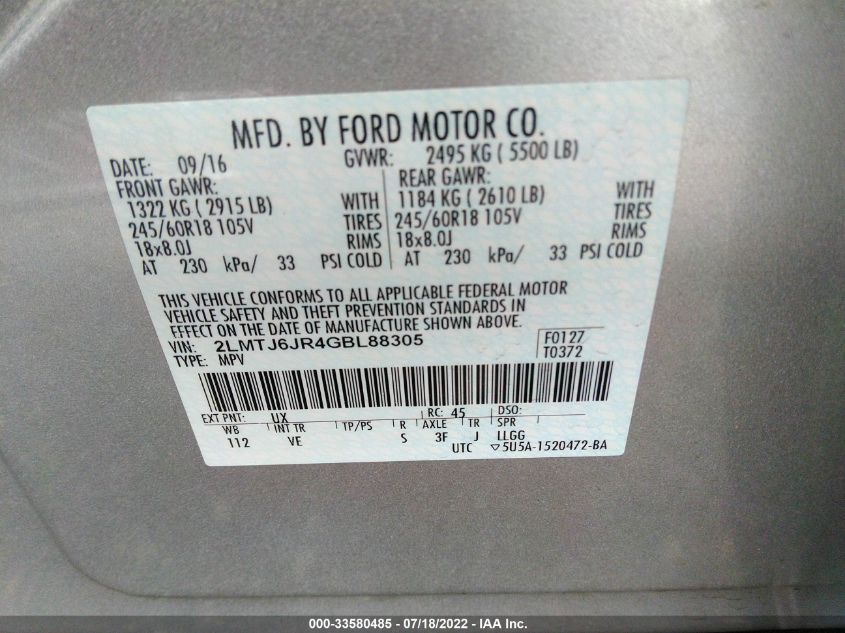 MFD. BY FORD MOTOR CO.
DATE: 09/16 GVWR: 2495 KG ( 5500 LB)
FRONT GAWR: REAR GAWR:
1322 KG ( 2915 LB) WITH 1184 KG ( 2610 LB) WITH
245/60R18 105V TIRES 245/60R18 105V TIRES
18x8.0J RIMS 18x8.0J RIMS
AT 230 kPa/ 33 PSI COLD AT 230 kPa/ 33 PSI COLD
THIS VEHICLE CONFORMS TO ALL APPLICABLE FEDERAL MOTOR
VEHICLE SAFETY AND THEFT PREVENTION STANDARDS IN
EFFECT ON THE DATE OF MANUFACTURE SHOWN ABOVE.
VIN: 2LMTJ6JR4GBL88305 F0127
TYPE: MPV T0372
EXT PNT: UX RC: 45 DSO:
WB INT TR TP/PS R AXLE TR SPR
112 VE S 3F J LLGG
UTC ▽5U5A-1520472-BA
000-33580485 - 07/18/2022 - IAA Inc.